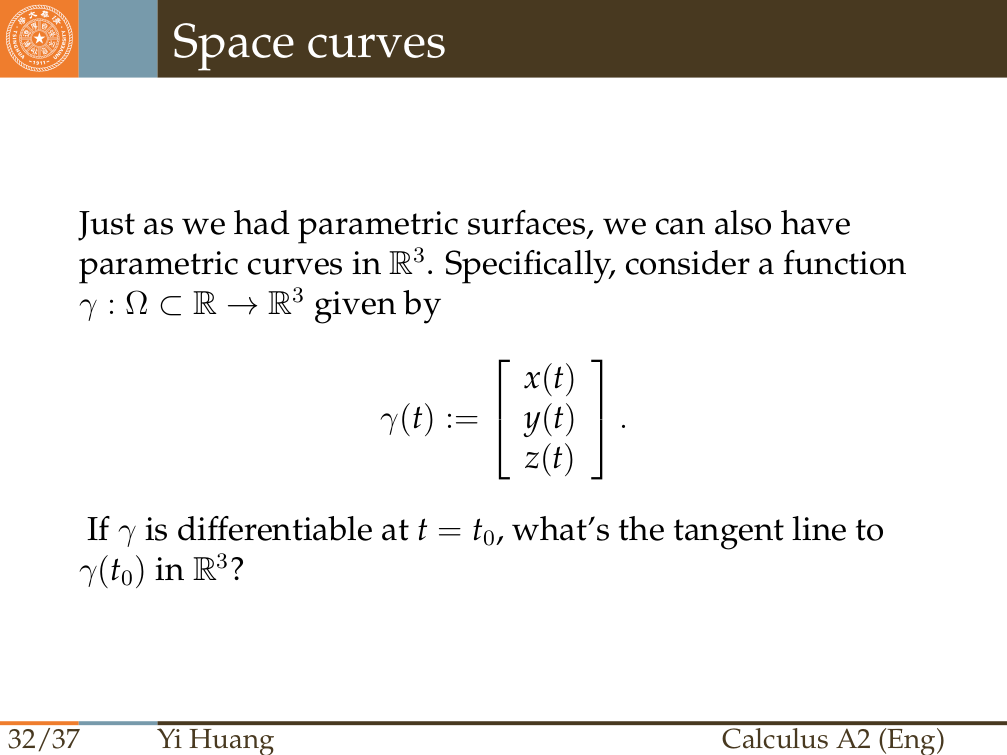 Space curves
Just as we had parametric surfaces, we can also have
parametric curves in ℝ³. Specifically, consider a function
γ : Ω ⊂ ℝ → ℝ³ given by
γ(t) := [ x(t)
y(t)
z(t) ] .
If γ is differentiable at t = t₀, what’s the tangent line to
γ(t₀) in ℝ³?
32/37 Yi Huang Calculus A2 (Eng)